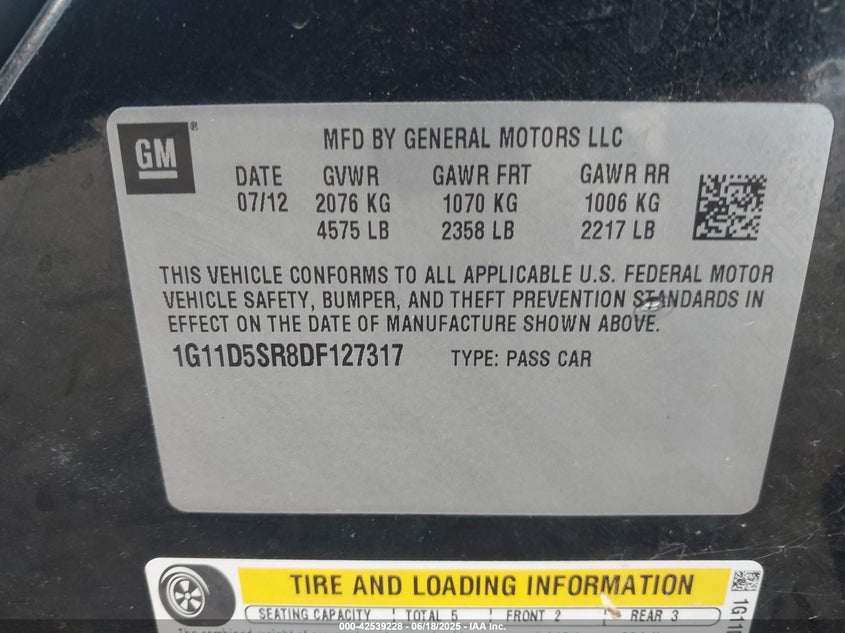 GM
MFD BY GENERAL MOTORS LLC
DATE GVWR GAWR FRT GAWR RR
07/12 2076 KG 1070 KG 1006 KG
4575 LB 2358 LB 2217 LB
THIS VEHICLE CONFORMS TO ALL APPLICABLE U.S. FEDERAL MOTOR
VEHICLE SAFETY, BUMPER, AND THEFT PREVENTION STANDARDS IN
EFFECT ON THE DATE OF MANUFACTURE SHOWN ABOVE.
1G11D5SR8DF127317 TYPE: PASS CAR
TIRE AND LOADING INFORMATION
SEATING CAPACITY TOTAL 5 FRONT 2 REAR 3
000-42539228 - 06/18/2025 - IAA Inc.